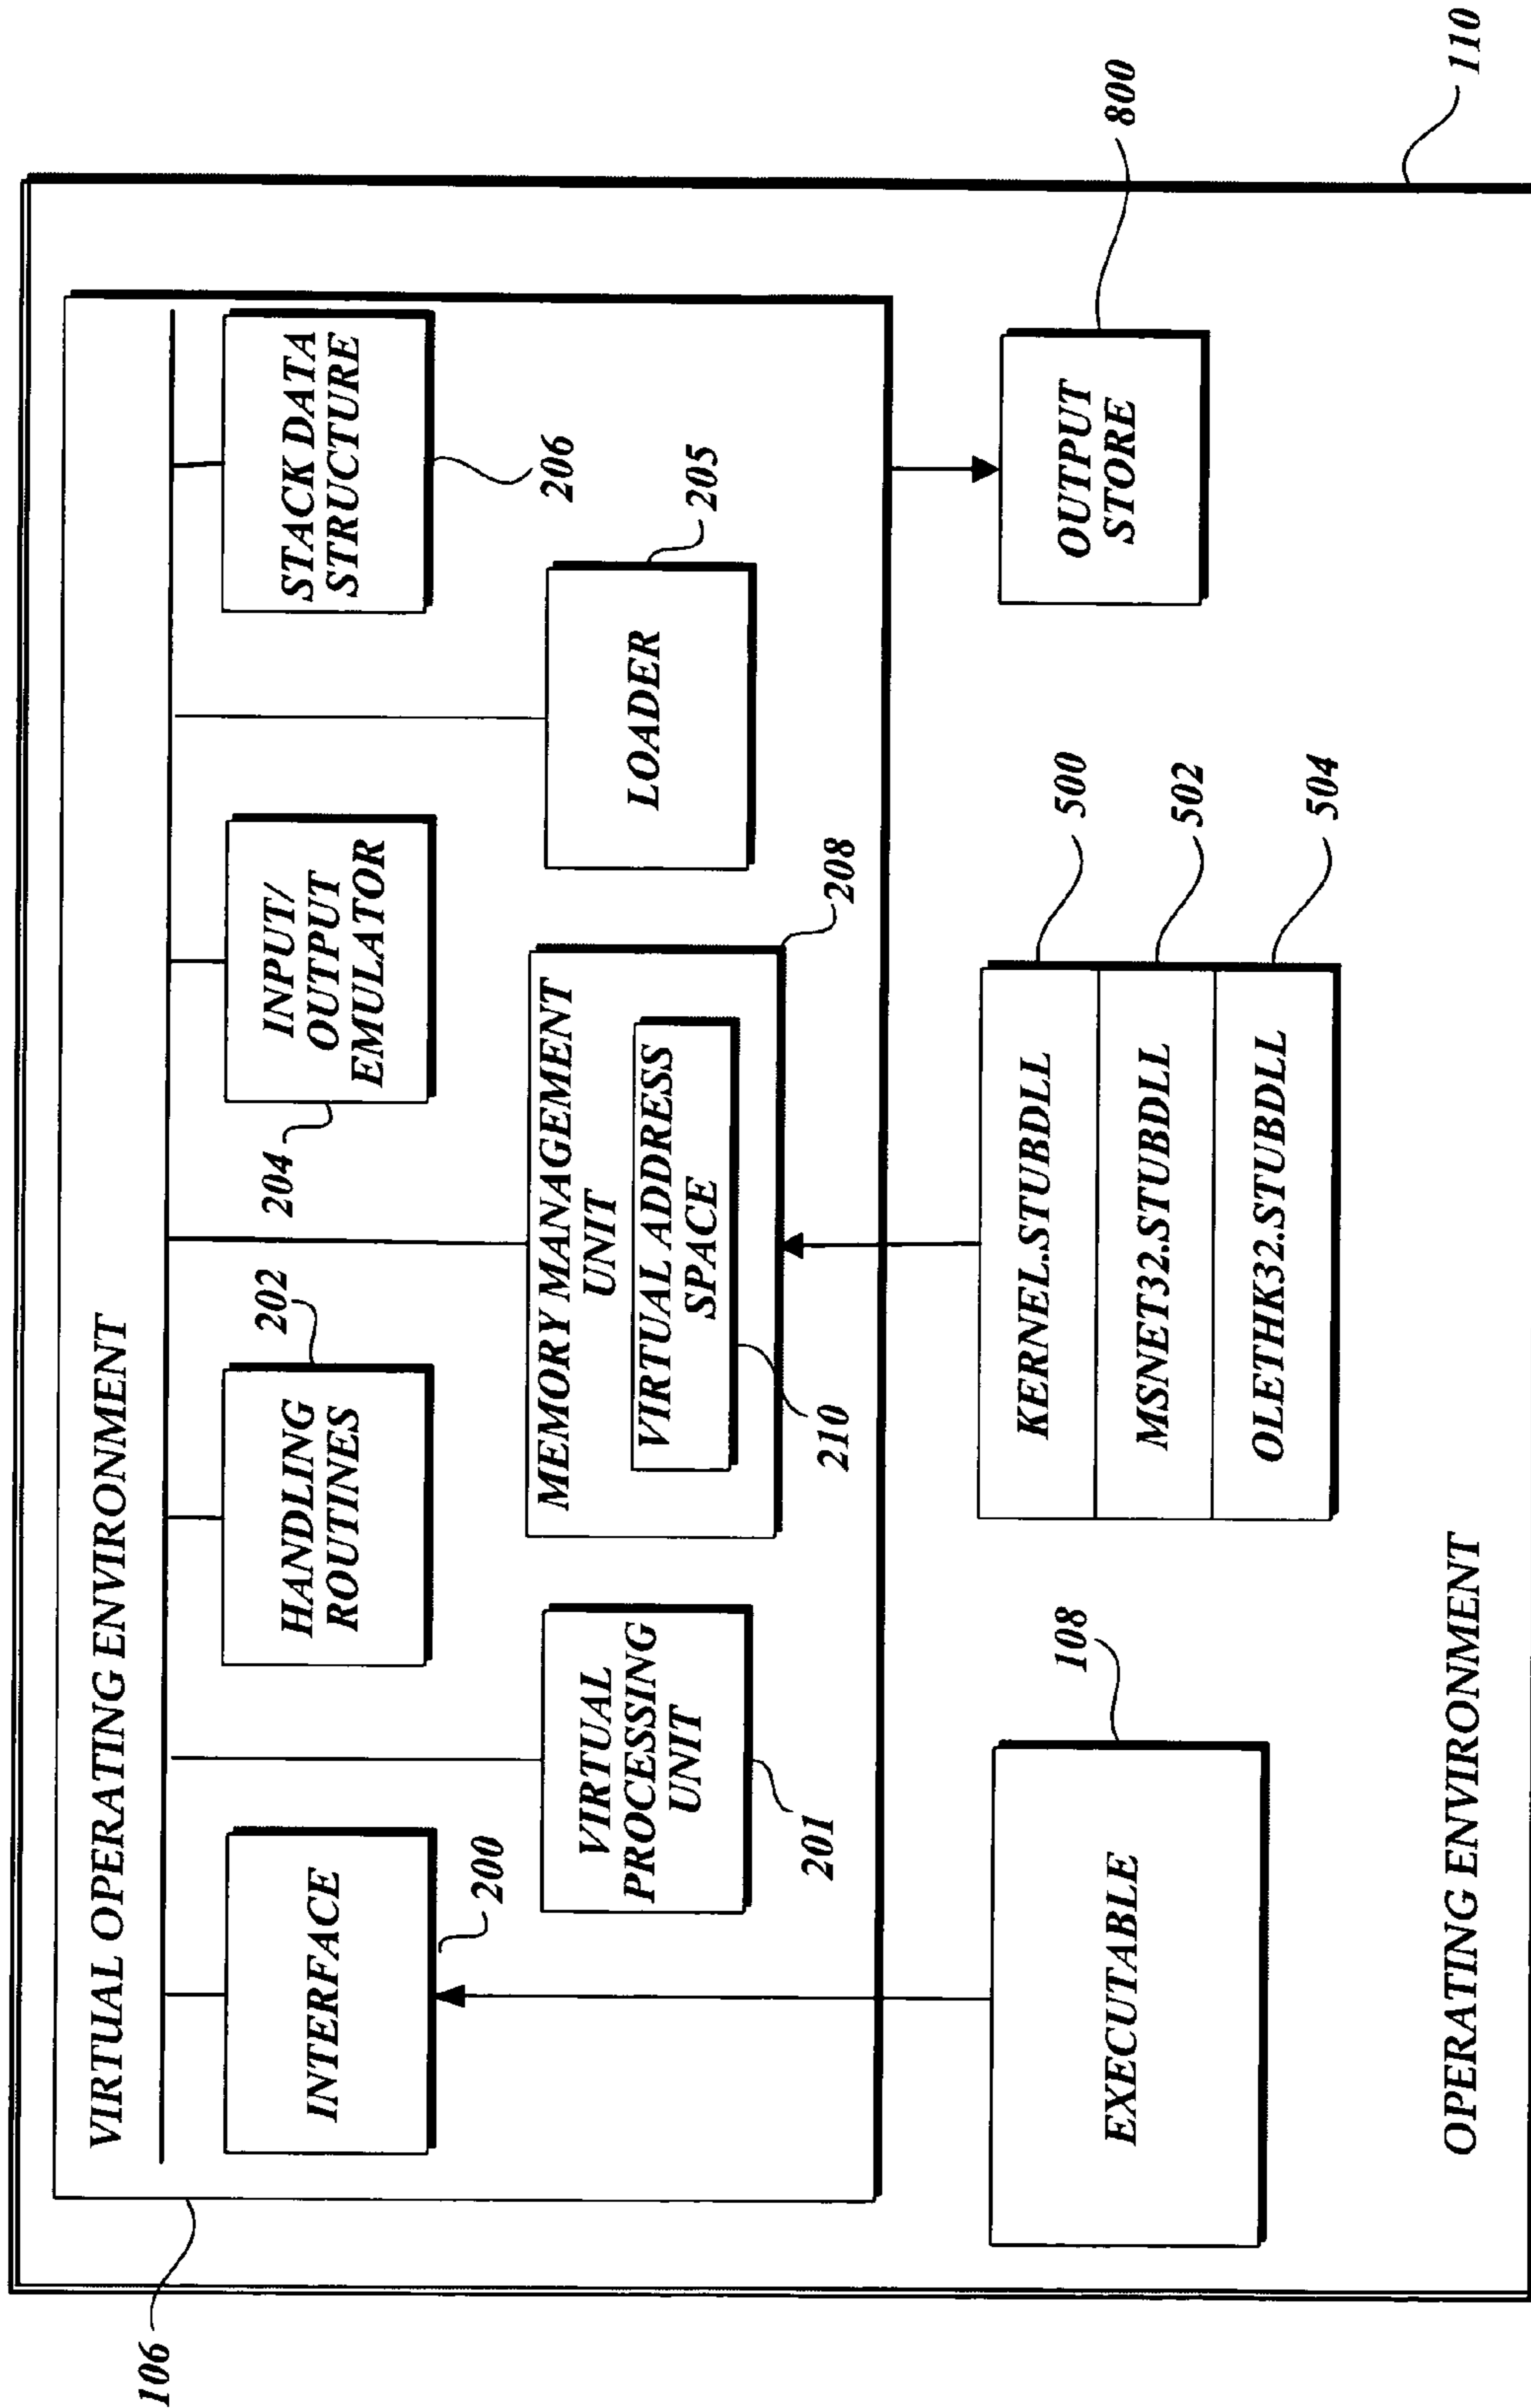 VIRTUAL OPERATING ENVIRONMENT
106
INTERFACE
200
HANDLING
ROUTINES
202
INPUT/
OUTPUT
EMULATOR
204
STACK DATA
STRUCTURE
206
VIRTUAL
PROCESSING
UNIT
201
MEMORY MANAGEMENT
UNIT
VIRTUAL ADDRESS
SPACE
210
208
LOADER
205
EXECUTABLE
108
KERNEL.STUBDLL
500
MSNET32.STUBDLL
502
OLETHK32.STUBDLL
504
OUTPUT
STORE
800
OPERATING ENVIRONMENT
110